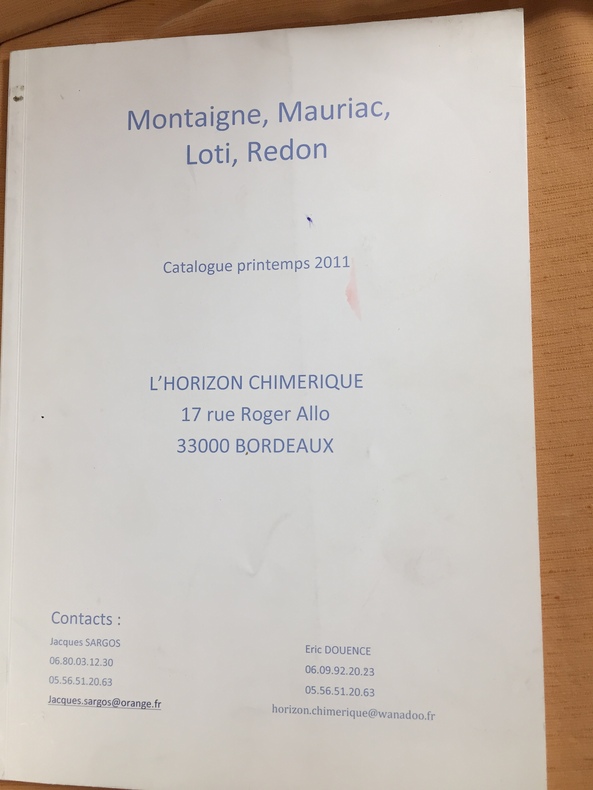 Montaigne, Mauriac,
Loti, Redon
Catalogue printemps 2011
L'HORIZON CHIMERIQUE
17 rue Roger Allo
33000 BORDEAUX
Contacts :
Jacques SARGOS
06.80.03.12.30
05.56.51.20.63
Jacques.sargos@orange.fr
Eric DOUENCE
06.09.92.20.23
05.56.51.20.63
horizon.chimerique@wanadoo.fr